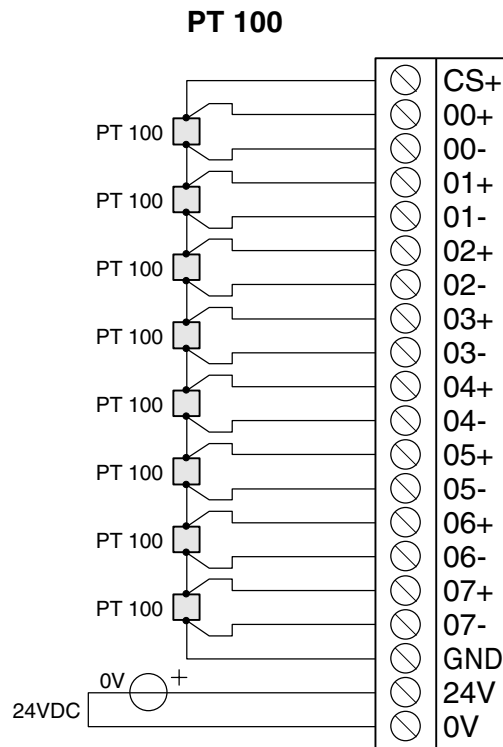 PT 100
CS+
00+
PT 100
00-
01+
PT 100
01-
02+
PT 100
02-
03+
PT 100
03-
04+
PT 100
04-
05+
PT 100
05-
06+
PT 100
06-
07+
PT 100
07-
GND
0V + 24V
24VDC
0V